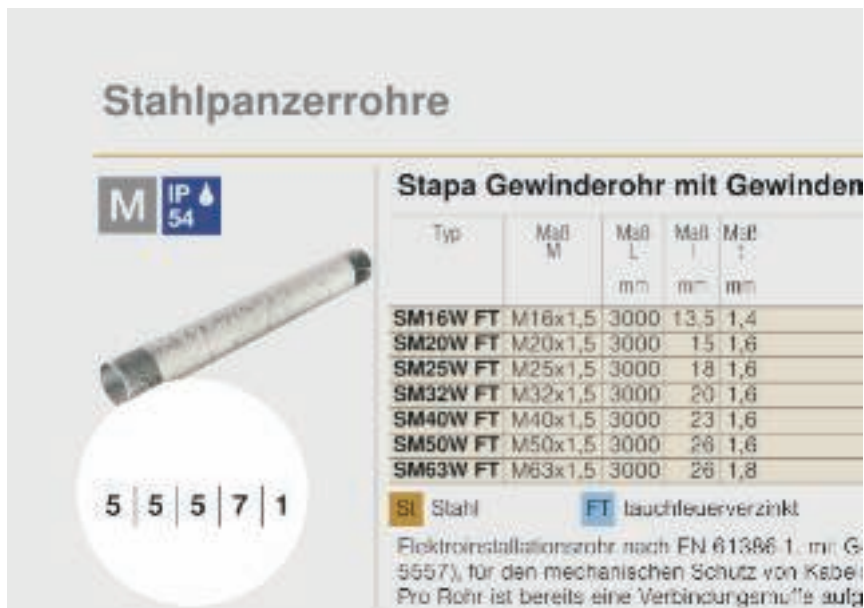 Stahlpanzerrohre
M
IP
54
Stapa Gewinderohr mit Gewinden
Typ Maß Maß Maß Maß
M L
mm mm mm
SM16W FT M16x1,5 3000 13,5 1,4
SM20W FT M20x1,5 3000 15 1,6
SM25W FT M25x1,5 3000 18 1,6
SM32W FT M32x1,5 3000 20 1,6
SM40W FT M40x1,5 3000 23 1,6
SM50W FT M50x1,5 3000 26 1,6
SM63W FT M63x1,5 3000 26 1,8
5 5 5 7 1
St Stahl FT tauchfeuerverzinkt
Elektroinstallationsrohr nach EN 61386-1, mit G-
5557), für den mechanischen Schutz von Kabel
Pro Rohr ist bereits eine Verbindungsmuffe aufg